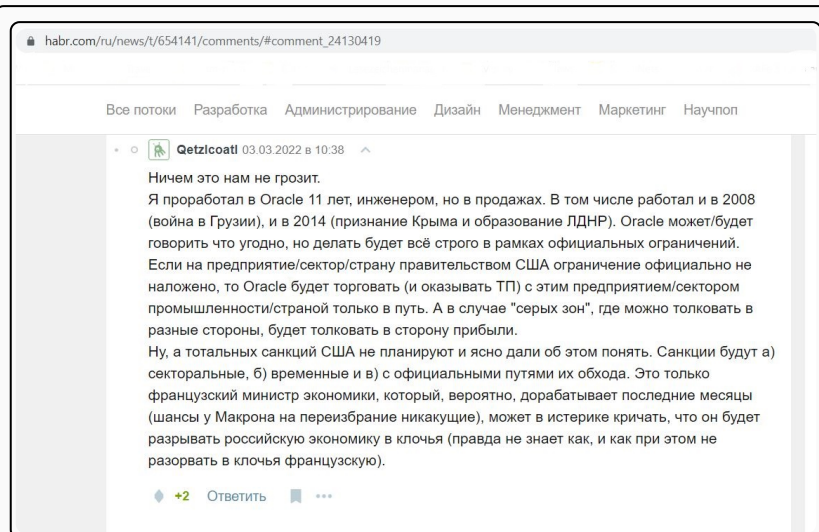 habr.com/ru/news/t/654141/comments/#comment_24130419
Все потоки Разработка Администрирование Дизайн Менеджмент Маркетинг Научпоп
Qetzlcoatl 03.03.2022 в 10:38
Ничем это нам не грозит.
Я проработал в Oracle 11 лет, инженером, но в продажах. В том числе работал и в 2008
(война в Грузии), и в 2014 (признание Крыма и образование ЛДНР). Oracle может/будет
говорить что угодно, но делать будет всё строго в рамках официальных ограничений.
Если на предприятие/сектор/страну правительством США ограничение официально не
наложено, то Oracle будет торговать (и оказывать ТП) с этим предприятием/сектором
промышленности/страной только в путь. А в случае "серых зон", где можно толковать в
разные стороны, будет толковать в сторону прибыли.
Ну, а тотальных санкций США не планируют и ясно дали об этом понять. Санкции будут а)
секторальные, б) временные и в) с официальными путями их обхода. Это только
французский министр экономики, который, вероятно, дорабатывает последние месяцы
(шансы у Макрона на переизбрание никакущие), может в истерике кричать, что он будет
разрывать российскую экономику в клочья (правда не знает как, и как при этом не
разорвать в клочья французскую).
+2 Ответить